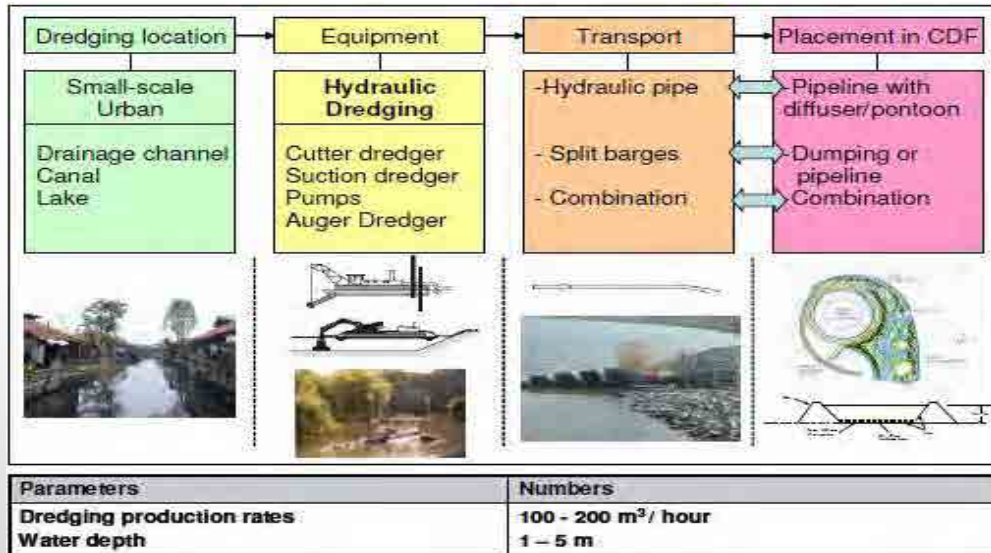 Dredging location
Equipment
Transport
Placement in CDF
Small-scale
Urban
Drainage channel
Canal
Lake
Hydraulic
Dredging
Cutter dredger
Suction dredger
Pumps
Auger Dredger
-Hydraulic pipe
- Split barges
- Combination
- Pipeline with
diffuser/pontoon
-Dumping or
pipeline
Combination
Parameters
Numbers
Dredging production rates
100 - 200 m³/ hour
Water depth
1 – 5 m